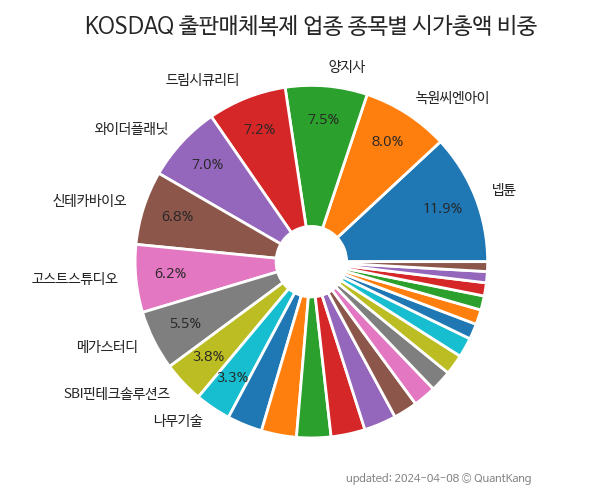 KOSDAQ 출판매체복제 업종 종목별 시가총액 비중
넵튠
11.9%
녹원씨엔아이
8.0%
양지사
7.5%
드림시큐리티
7.2%
와이더플래닛
7.0%
신테카바이오
6.8%
고스트스튜디오
6.2%
메가스터디
5.5%
SBI핀테크솔루션즈
3.8%
나무기술
3.3%
updated: 2024-04-08 © QuantKang